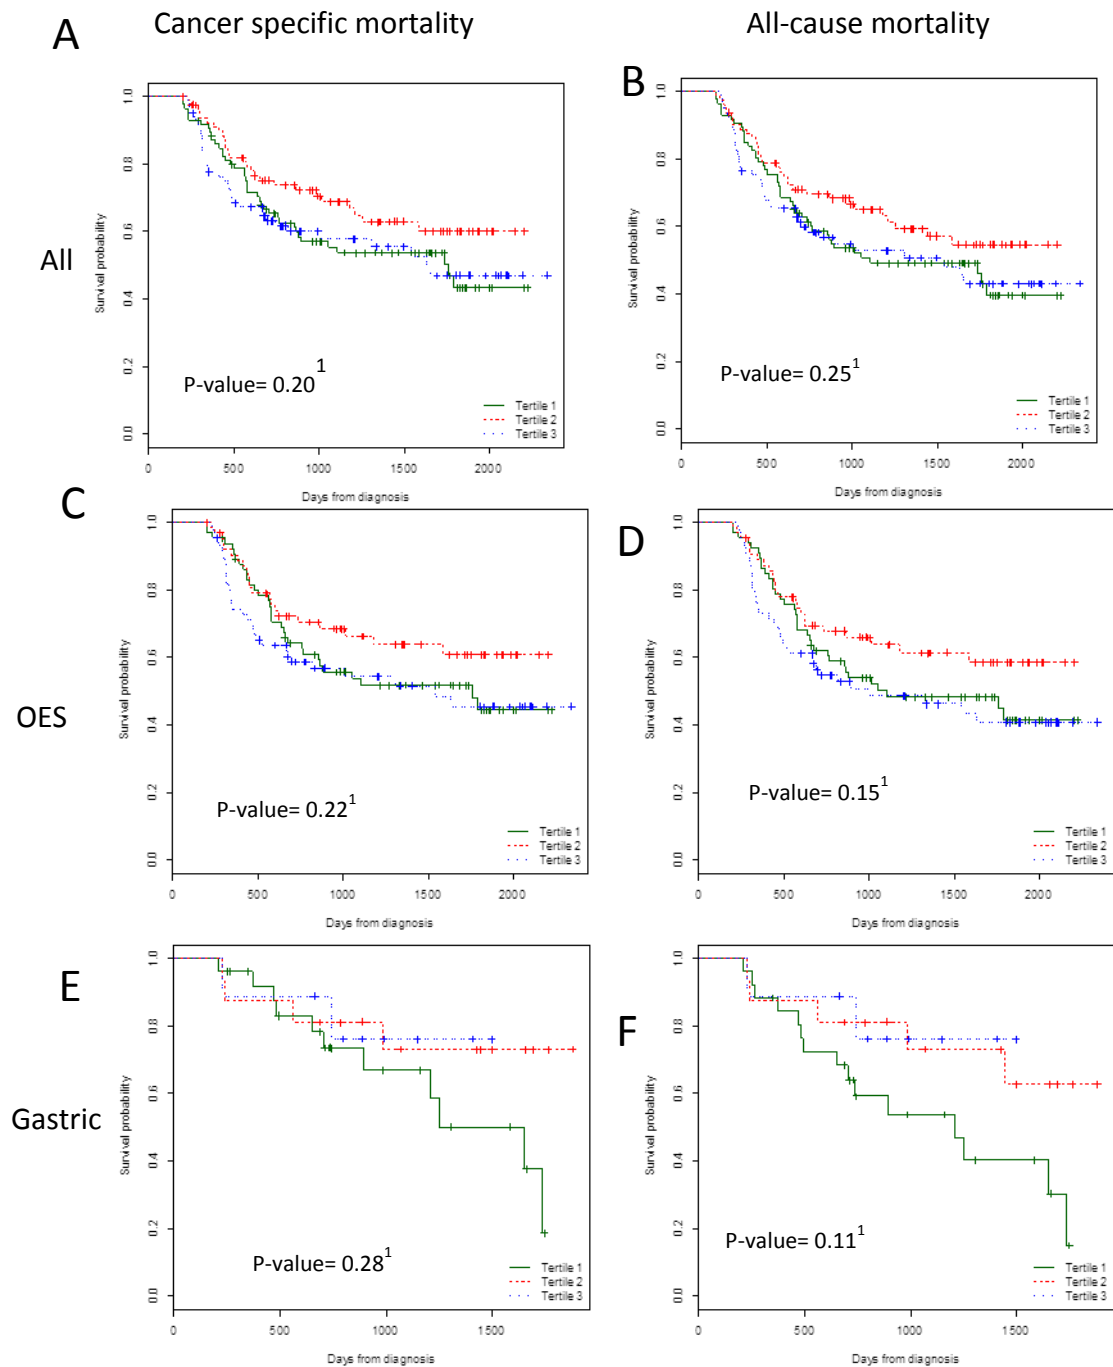 Cancer specific mortality
All-cause mortality
A
1.0
0.8
0.6
0.4
0.2
0.0
Survival probability
All
P-value= 0.20 1
Tertile 1
Tertile 2
Tertile 3
0 500 1000 1500 2000
Days from diagnosis
B
1.0
0.8
0.6
0.4
0.2
0.0
Survival probability
P-value= 0.25 1
Tertile 1
Tertile 2
Tertile 3
0 500 1000 1500 2000
Days from diagnosis
C
1.0
0.8
0.6
0.4
0.2
0.0
Survival probability
OES
P-value= 0.22 1
Tertile 1
Tertile 2
Tertile 3
0 500 1000 1500 2000
Days from diagnosis
D
1.0
0.8
0.6
0.4
0.2
0.0
Survival probability
P-value= 0.15 1
Tertile 1
Tertile 2
Tertile 3
0 500 1000 1500 2000
Days from diagnosis
E
1.0
0.8
0.6
0.4
0.2
0.0
Survival probability
Gastric
P-value= 0.28 1
Tertile 1
Tertile 2
Tertile 3
0 500 1000 1500
Days from diagnosis
F
1.0
0.8
0.6
0.4
0.2
0.0
Survival probability
P-value= 0.11 1
Tertile 1
Tertile 2
Tertile 3
0 500 1000 1500
Days from diagnosis